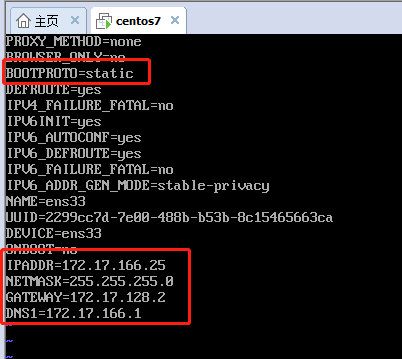 主页 centos7
PROXY_METHOD=none
BROWSER_ONLY=no
BOOTPROTO=static
DEFROUTE=yes
IPV4_FAILURE_FATAL=no
IPV6INIT=yes
IPV6_AUTOCONF=yes
IPV6_DEFROUTE=yes
IPV6_FAILURE_FATAL=no
IPV6_ADDR_GEN_MODE=stable-privacy
NAME=ens33
UUID=2299cc7d-7e00-488b-b53b-8c15465663ca
DEVICE=ens33
ONBOOT=no
IPADDR=172.17.166.25
NETMASK=255.255.255.0
GATEWAY=172.17.128.2
DNS1=172.17.166.1
~
~
~